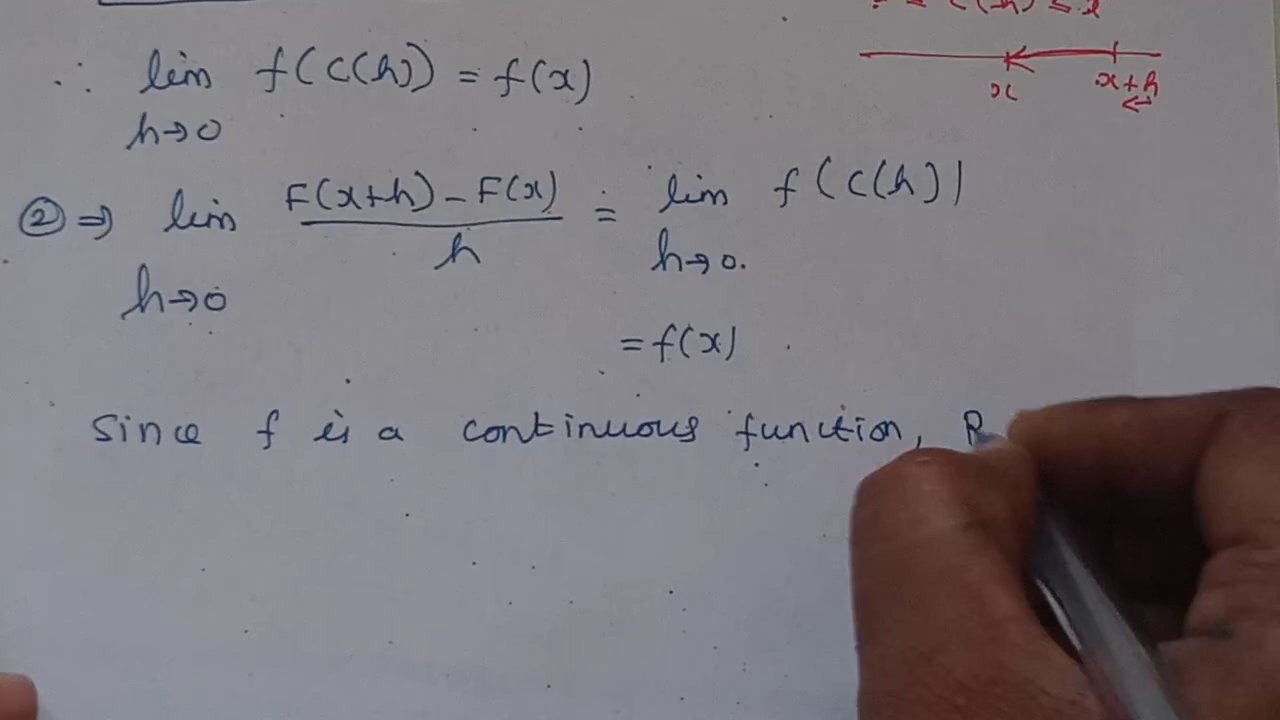 ∴ lim f(c(h)) = f(x)
h→0
x x+h
② ⇒ lim F(x+h) - F(x) = lim f(c(h))
h→0 h h→0.
= f(x)
Since f is a continuous function,